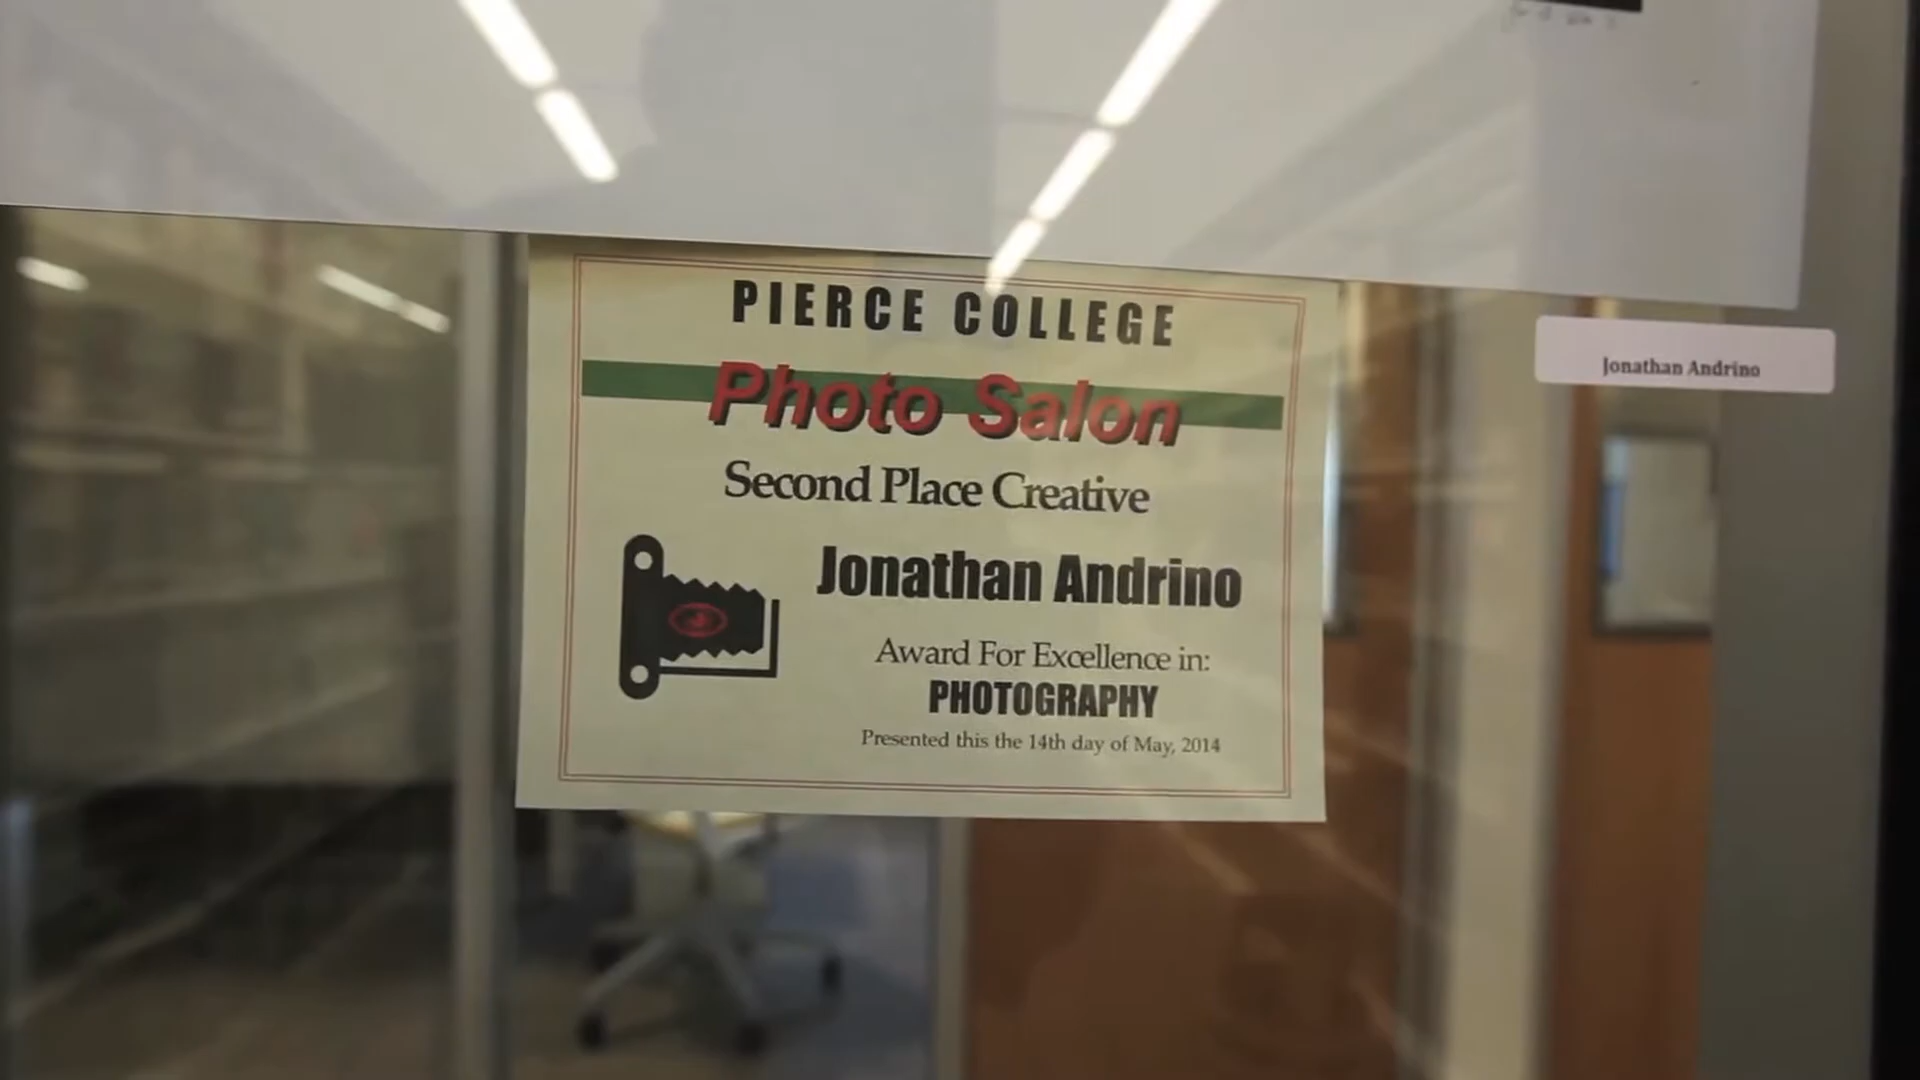 PIERCE COLLEGE
Photo Salon
Second Place Creative
Jonathan Andrino
Award For Excellence in:
PHOTOGRAPHY
Presented this the 14th day of May, 2014
Jonathan Andrino